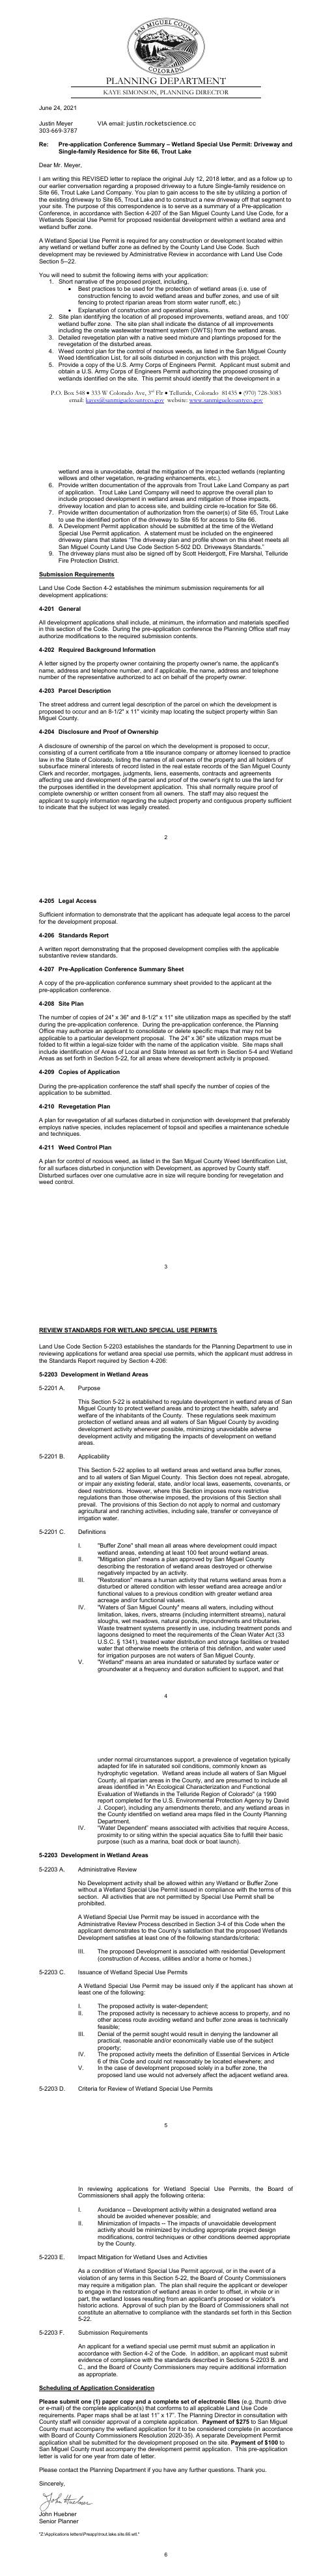 SAN MIGUEL COUNTY
COLORADO
PLANNING DEPARTMENT
KAYE SIMONSON, PLANNING DIRECTOR
June 24, 2021
Justin Meyer VIA email: justin.rocketscience.cc
303-669-3787
Re: Pre-application Conference Summary – Wetland Special Use Permit: Driveway and
Single-family Residence for Site 66, Trout Lake
Dear Mr. Meyer,
I am writing this REVISED letter to replace the original July 12, 2018 letter, and as a follow-up to
our earlier conversation regarding a proposed driveway to a future Single-family residence on
Site 66, Trout Lake Land Company. You plan to gain access to the site by utilizing a portion of
the existing driveway to Site 65, Trout Lake and to construct a new driveway off that segment to
your site. The purpose of this correspondence is to serve as a Summary of a Pre-application
Conference, in accordance with Section 4-207 of the San Miguel County Land Use Code, for a
Wetlands Special Use Permit for proposed residential development within a wetland area and
wetland buffer zone.
A Wetland Special Use Permit is required for any construction or development located within
any wetland or wetland buffer zone as defined by the County Land Use Code. Such
development may be reviewed by Administrative Review in accordance with Land Use Code
Section 5-22.
You will need to submit the following items with your application:
1. Short narrative of the proposed project, including,
• Best practices to be used for the protection of wetland areas (i.e. use of
construction fencing to avoid wetland areas and buffer zones, and use of silt
fencing to protect riparian areas from storm water runoff, etc.)
• Explanation of construction and operational plans.
2. Site plan identifying the location of all proposed improvements, wetland areas, and 100'
wetland buffer zone. The site plan shall indicate the distance of all improvements
including the onsite wastewater treatment system (OWTS) from the wetland areas.
3. Detailed revegetation plan with a narrative and mix and planting methods proposed for the
revegetation of the disturbed areas.
4. Weed control plan for the control of noxious weeds, as listed in the San Miguel County
Weed Identification List, for all soils disturbed in conjunction with this project.
5. Provide a copy of the U.S. Army Corps of Engineers Permit. Applicant must submit and
obtain a U.S. Army Corps of Engineers Permit authorizing the proposed crossing of
wetlands identified on the site. This permit should identify that the development in a
P.O. Box 548 • 333 W Colorado Ave, 3rd Flr • Telluride, Colorado 81435 • (970) 728-3083
email: kayes@sanmiguelcountyco.gov website: www.sanmiguelcountyco.gov
wetland area is unavoidable, detail the mitigation of the impacted wetlands (replanting
willows and other vegetation, re-grading enhancements, etc.).
6. Provide written documentation of the approvals from Trout Lake Land Company as part
of application. Trout Lake Land Company will need to approve the overall plan to
include proposed development in wetland areas and mitigation of those impacts,
driveway location and plan to access site, and building circle re-location for Site 66.
7. Provide written documentation of authorization from the owner(s) of Site 65, Trout Lake
to use the identified portion of the driveway to Site 65 for access to Site 66.
8. A Development Permit application should be submitted at the time of the Wetland
Special Use Permit application. A statement must be included on the engineered
driveway plans that states "The driveway plan and profile shown on this sheet meets all
San Miguel County Land Use Code Section 5-502 DD. Driveways Standards."
9. The driveway plans must also be signed off by Scott Heidergott, Fire Marshal, Telluride
Fire Protection District.
Submission Requirements
Land Use Code Section 4-2 establishes the minimum submission requirements for all
development applications:
4-201 General
All development applications shall include, at minimum, the information and materials specified
in this section of the Code. During the pre-application conference the Planning Office staff may
authorize modifications to the required submission contents.
4-202 Required Background Information
A letter signed by the property owner containing the property owner's name, the applicant's
name, address and telephone number, and if applicable, the name, address and telephone
number of the representative authorized to act on behalf of the property owner.
4-203 Parcel Description
The street address and current legal description of the parcel on which the development is
proposed to occur and an 8-1/2" x 11" vicinity map locating the subject property within San
Miguel County.
4-204 Disclosure and Proof of Ownership
A disclosure of ownership of the parcel on which the development is proposed to occur,
consisting of a current certificate from a title insurance company or attorney licensed to practice
law in the State of Colorado, listing the names of all owners of the property and all holders of
subsurface mineral interests of record listed in the real estate records of the San Miguel County
Clerk and recorder, mortgages, judgments, liens, easements, contracts and agreements
affecting use and development of the parcel and proof of the owner's right to use the land for
the purposes identified in the development application. This shall normally require proof of
complete ownership or written consent from all owners. The staff may also request the
applicant to supply information regarding the subject property and contiguous property sufficient
to indicate that the subject lot was legally created.
2
4-205 Legal Access
Sufficient information to demonstrate that the applicant has adequate legal access to the parcel
for the development proposal.
4-206 Standards Report
A written report demonstrating that the proposed development complies with the applicable
substantive review standards.
4-207 Pre-Application Conference Summary Sheet
A copy of the pre-application conference summary sheet provided to the applicant at the
pre-application conference.
4-208 Site Plan
The number of copies of 24" x 36" and 8-1/2" x 11" site utilization maps as specified by the staff
during the pre-application conference. During the pre-application conference, the Planning
Office may authorize an applicant to consolidate or delete specific maps that may not be
applicable to a particular development proposal. The 24" x 36" site utilization maps must be
folded to fit within a legal-size folder with the name of the application visible. Site maps shall
include identification of Areas of Local and State Interest as set forth in Section 5-4 and Wetland
Areas as set forth in Section 5-22, for all areas where development activity is proposed.
4-209 Copies of Application
During the pre-application conference the staff shall specify the number of copies of the
application to be submitted.
4-210 Revegetation Plan
A plan for revegetation of all surfaces disturbed in conjunction with development that preferably
employs native species, includes replacement of topsoil and specifies a maintenance schedule
and techniques.
4-211 Weed Control Plan
A plan for control of noxious weed, as listed in the San Miguel County Weed Identification List,
for all surfaces disturbed in conjunction with Development, as approved by County staff.
Disturbed surfaces over one cumulative acre in size will require bonding for revegetation and
weed control.
3
REVIEW STANDARDS FOR WETLAND SPECIAL USE PERMITS
Land Use Code Section 5-2203 establishes the standards for the Planning Department to use in
reviewing applications for wetland area special use permits, which the applicant must address in
the Standards Report required by Section 4-206:
5-2203 Development in Wetland Areas
5-2201 A. Purpose
This Section 5-22 is established to regulate development in wetland areas of San
Miguel County to protect wetland areas and to protect the health, safety and
welfare of the inhabitants of the County. These regulations seek maximum
protection of wetland areas and all waters of San Miguel County by avoiding
development activity whenever possible, minimizing unavoidable adverse
development activity and mitigating the impacts of development on wetland
areas.
5-2201 B. Applicability
This Section 5-22 applies to all wetland areas and wetland area buffer zones,
and to all waters of San Miguel County. This Section does not repeal, abrogate,
or impair any existing federal, state, and/or local laws, easements, covenants, or
deed restrictions. However, where this Section imposes more restrictive
regulations than those otherwise imposed, the provisions of this Section shall
prevail. The provisions of this Section do not apply to normal and customary
agricultural ranching activities, including sale, transfer or conveyance of
irrigation water.
5-2201 C. Definitions
I. "Buffer Zone" shall mean all areas where development could impact
wetland areas, extending at least 100 feet around wetland areas.
II. "Mitigation plan" means a plan approved by San Miguel County
describing the restoration of wetland areas destroyed or otherwise
negatively impacted by an activity.
III. "Restoration" means a human activity that returns wetland areas from a
disturbed or altered condition with lesser wetland area acreage and/or
functional values to a previous condition with greater wetland area
acreage and/or functional values.
IV. "Waters of San Miguel County" means all waters, including without
limitation, lakes, rivers, streams (including intermittent streams), natural
sloughs, wet meadows, natural ponds, impoundments and tributaries.
Waste treatment systems presently in use, including treatment ponds and
lagoons designed to meet the requirements of the Clean Water Act (33
U.S.C. § 1341), treated water distribution and storage facilities or treated
water that otherwise meets the criteria of this definition, and water used
for irrigation purposes are not waters of San Miguel County.
V. "Wetland" means an area inundated or saturated by surface water or
groundwater at a frequency and duration sufficient to support, and that
4
under normal circumstances support, a prevalence of vegetation typically
adapted for life in saturated soil conditions, commonly known as
hydrophytic vegetation. Wetland areas include all waters of San Miguel
County, all riparian areas in the County, and are presumed to include all
areas identified in "An Ecological Characterization and Functional
Evaluation of Wetlands in the Telluride Region of Colorado" (a 1990
report completed for the U.S. Environmental Protection Agency by David
J. Cooper), including any amendments thereto, and any wetland areas in
the County identified on wetland area maps filed in the County Planning
Department.
IV. "Water Dependent" means associated with activities that require Access,
proximity to or siting within the special aquatics Site to fulfill their basic
purpose (such as a marina, boat dock or boat launch).
5-2203 Development in Wetland Areas
5-2203 A. Administrative Review
No Development activity shall be allowed within any Wetland or Buffer Zone
without a Wetland Special Use Permit issued in compliance with the terms of this
section. All activities that are not permitted by Special Use Permit shall be
prohibited.
A Wetland Special Use Permit may be issued in accordance with the
Administrative Review Process described in Section 3-4 of this Code when the
applicant demonstrates to the County's satisfaction that the proposed Wetlands
Development satisfies at least one of the following standards/criteria:
III. The proposed Development is associated with residential Development
(construction of Access, utilities and/or a home or homes.)
5-2203 C. Issuance of Wetland Special Use Permits
A Wetland Special Use Permit may be issued only if the applicant has shown at
least one of the following:
I. The proposed activity is water-dependent;
II. The proposed activity is necessary to achieve access to property, and no
other access route avoiding wetland and buffer zone areas is technically
feasible;
III. Denial of the permit sought would result in denying the landowner all
practical, reasonable and/or economically viable use of the subject
property;
IV. The proposed activity meets the definition of Essential Services in Article
6 of this Code and could not reasonably be located elsewhere; and
V. In the case of development proposed solely in a buffer zone, the
proposed land use would not adversely affect the adjacent wetland area.
5-2203 D. Criteria for Review of Wetland Special Use Permits
5
In reviewing applications for Wetland Special Use Permits, the Board of
Commissioners shall apply the following criteria:
I. Avoidance -- Development activity within a designated wetland area
should be avoided whenever possible; and
II. Minimization of Impacts -- The impacts of unavoidable development
activity should be minimized by including appropriate project design
modifications, control techniques or other conditions deemed appropriate
by the County.
5-2203 E. Impact Mitigation for Wetland Uses and Activities
As a condition of Wetland Special Use Permit approval, or in the event of a
violation of any terms in this Section 5-22, the Board of County Commissioners
may require a mitigation plan. The plan shall require the applicant or developer
to engage in the restoration of wetland areas in order to offset, in whole or in
part, the wetland losses resulting from an applicant's proposed or violator's
historic actions. Approval of such plan by the Board of Commissioners shall not
constitute an alternative to compliance with the standards set forth in this Section
5-22.
5-2203 F. Submission Requirements
An applicant for a wetland special use permit must submit an application in
accordance with Section 4-2 of the Code. In addition, an applicant must submit
evidence of compliance with the standards described in Sections 5-2203 B. and
C., and the Board of County Commissioners may require additional information
as appropriate.
Scheduling of Application Consideration
Please submit one (1) paper copy and a complete set of electronic files (e.g. thumb drive
or e-mail) of the complete application(s) that conforms to all applicable Land Use Code
requirements. Paper maps shall be at last 11" x 17". The Planning Director in consultation with
County staff will consider approval of a complete application. Payment of $275 to San Miguel
County must accompany the wetland application for it to be considered complete (in accordance
with Board of County Commissioners Resolution 2020-35). A separate Development Permit
application shall be submitted for the development proposed on the site. Payment of $100 to
San Miguel County must accompany the development permit application. This pre-application
letter is valid for one year from date of letter.
Please contact the Planning Department if you have any further questions. Thank you.
Sincerely,
John Huebner
John Huebner
Senior Planner
6